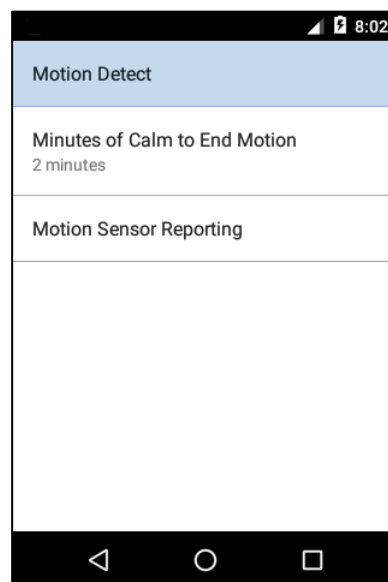 8:02
Motion Detect
Minutes of Calm to End Motion
2 minutes
Motion Sensor Reporting